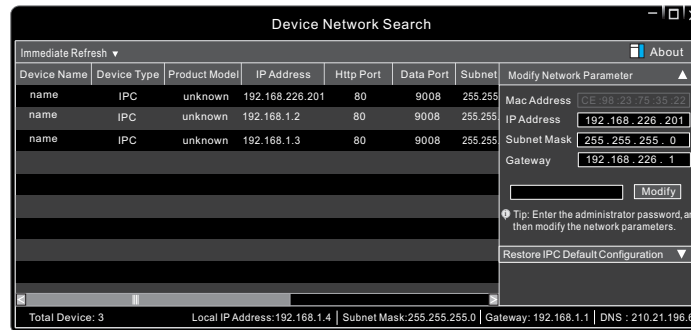 Device Network Search
Immediate Refresh ▼ About
Device Name Device Type Product Model IP Address Http Port Data Port Subnet
name IPC unknown 192.168.226.201 80 9008 255.255
name IPC unknown 192.168.1.2 80 9008 255.255.
name IPC unknown 192.168.1.3 80 9008 255.255.
Modify Network Parameter ▲
Mac Address CE:98:23:75:35:22
IP Address 192.168.226.201
Subnet Mask 255.255.255.0
Gateway 192.168.226.1
Modify
Tip: Enter the administrator password, an
then modify the network parameters.
Restore IPC Default Configuration ▼
Total Device: 3 Local IP Address:192.168.1.4 Subnet Mask:255.255.255.0 Gateway: 192.168.1.1 DNS : 210.21.196.6